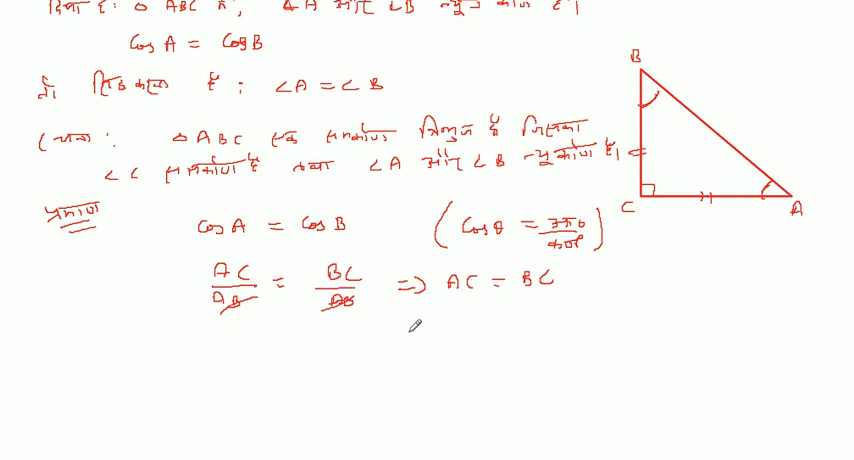 दिया है: △ ABC में, ∠A और ∠B न्यून कोण हैं।
Cos A = Cos B
तो सिद्ध करना है : ∠A = ∠B
रचना : △ABC एक समकोण त्रिभुज है जिसका
∠C समकोण है तथा ∠A और ∠B न्यूनकोण हैं।
प्रमाण
Cos A = Cos B ( Cos θ = आ0 / कर्ण )
AC/AB = BC/AB => AC = BC
B
C
A